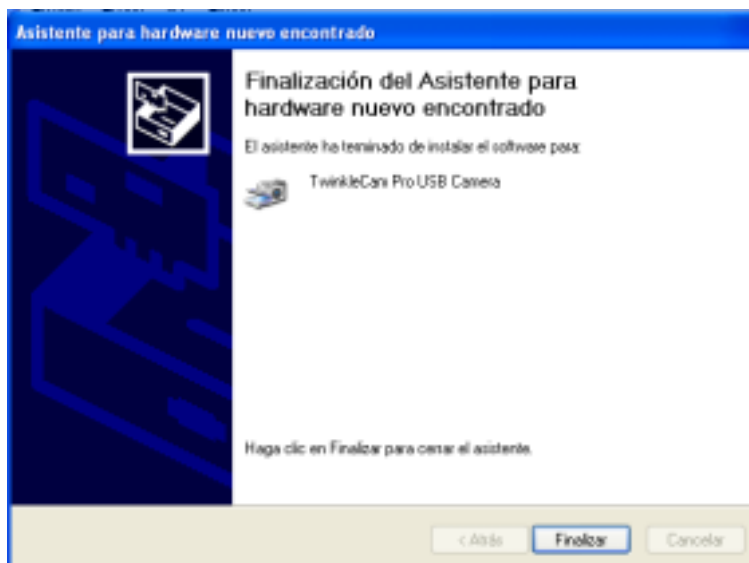 Asistente para hardware nuevo encontrado
Finalización del Asistente para
hardware nuevo encontrado
El asistente ha terminado de instalar el software para:
TwinkleCam Pro USB Camera
Haga clic en Finalizar para cerrar el asistente.
< Atrás
Finalizar
Cancelar